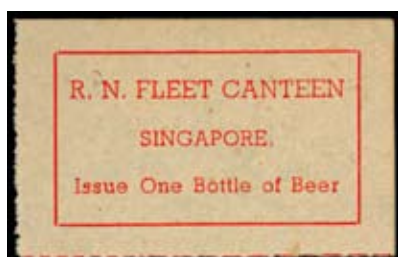 R. N. FLEET CANTEEN
SINGAPORE,
Issue One Bottle of Beer